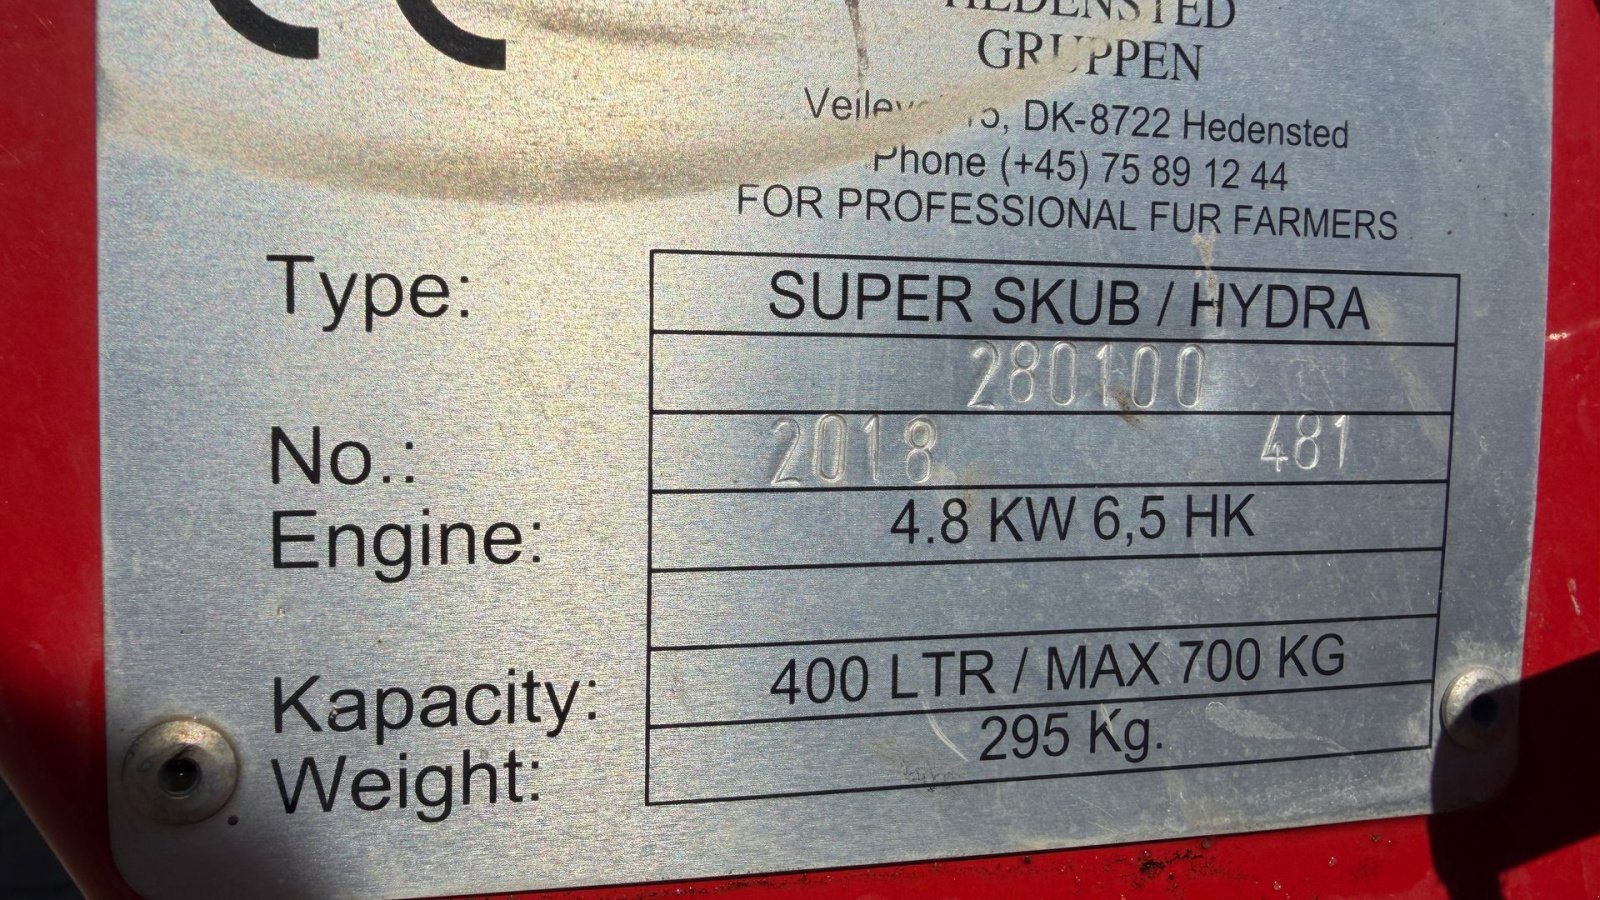 CE
HEDENSTED
GRUPPEN
DK-8722 Hedensted
Phone (+45) 75 89 12 44
FOR PROFESSIONAL FUR FARMERS
Type: SUPER SKUB / HYDRA
280100
No.: 2018 481
Engine: 4.8 KW 6,5 HK
Kapacity: 400 LTR / MAX 700 KG
Weight: 295 Kg.